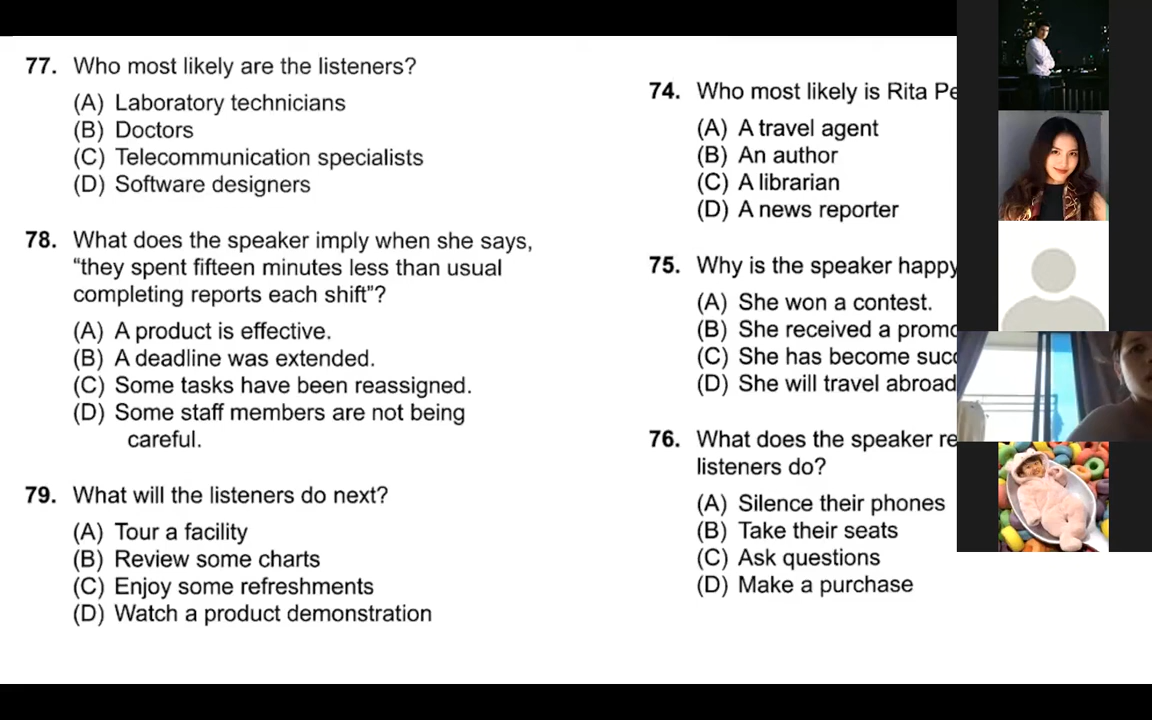 77. Who most likely are the listeners?
(A) Laboratory technicians
(B) Doctors
(C) Telecommunication specialists
(D) Software designers
78. What does the speaker imply when she says,
“they spent fifteen minutes less than usual
completing reports each shift”?
(A) A product is effective.
(B) A deadline was extended.
(C) Some tasks have been reassigned.
(D) Some staff members are not being
careful.
79. What will the listeners do next?
(A) Tour a facility
(B) Review some charts
(C) Enjoy some refreshments
(D) Watch a product demonstration
74. Who most likely is Rita
(A) A travel agent
(B) An author
(C) A librarian
(D) A news reporter
75. Why is the speaker happy
(A) She won a contest.
(B) She received a
(C) She has become
(D) She will travel abroad
76. What does the speaker
listeners do?
(A) Silence their phones
(B) Take their seats
(C) Ask questions
(D) Make a purchase